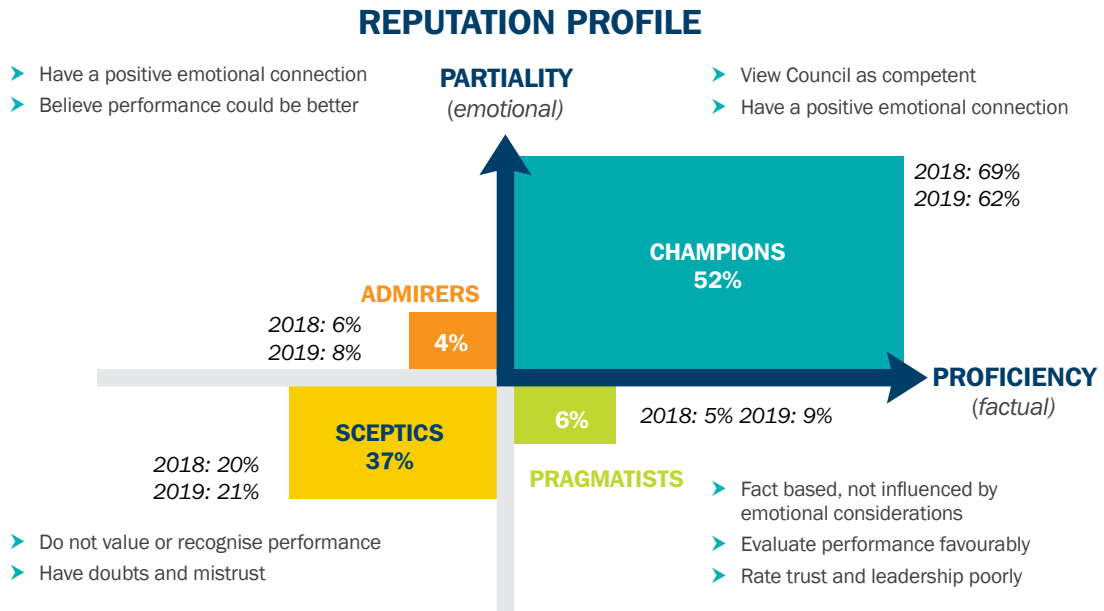 REPUTATION PROFILE
Have a positive emotional connection
Believe performance could be better
PARTIALITY
(emotional)
View Council as competent
Have a positive emotional connection
2018: 69%
2019: 62%
CHAMPIONS
52%
ADMIRERS
2018: 6%
2019: 8%
4%
PROFICIENCY
(factual)
SCEPTICS
37%
2018: 20%
2019: 21%
6%
2018: 5% 2019: 9%
PRAGMATISTS
Do not value or recognise performance
Have doubts and mistrust
Fact based, not influenced by
emotional considerations
Evaluate performance favourably
Rate trust and leadership poorly